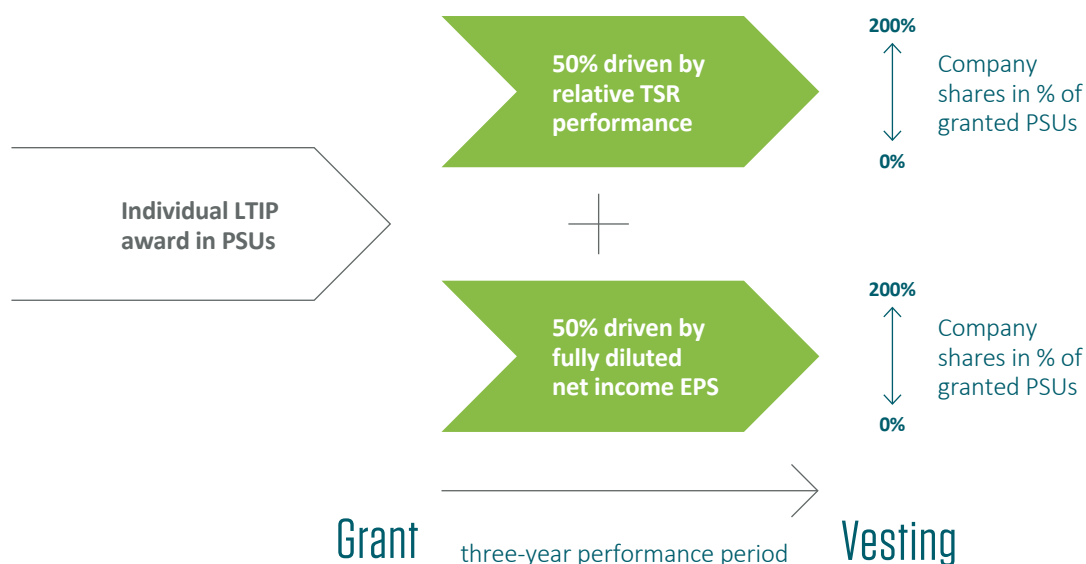 Individual LTIP
award in PSUs
50% driven by
relative TSR
performance
200%
0%
Company
shares in % of
granted PSUs
50% driven by
fully diluted
net income EPS
200%
0%
Company
shares in % of
granted PSUs
Grant
three-year performance period
Vesting